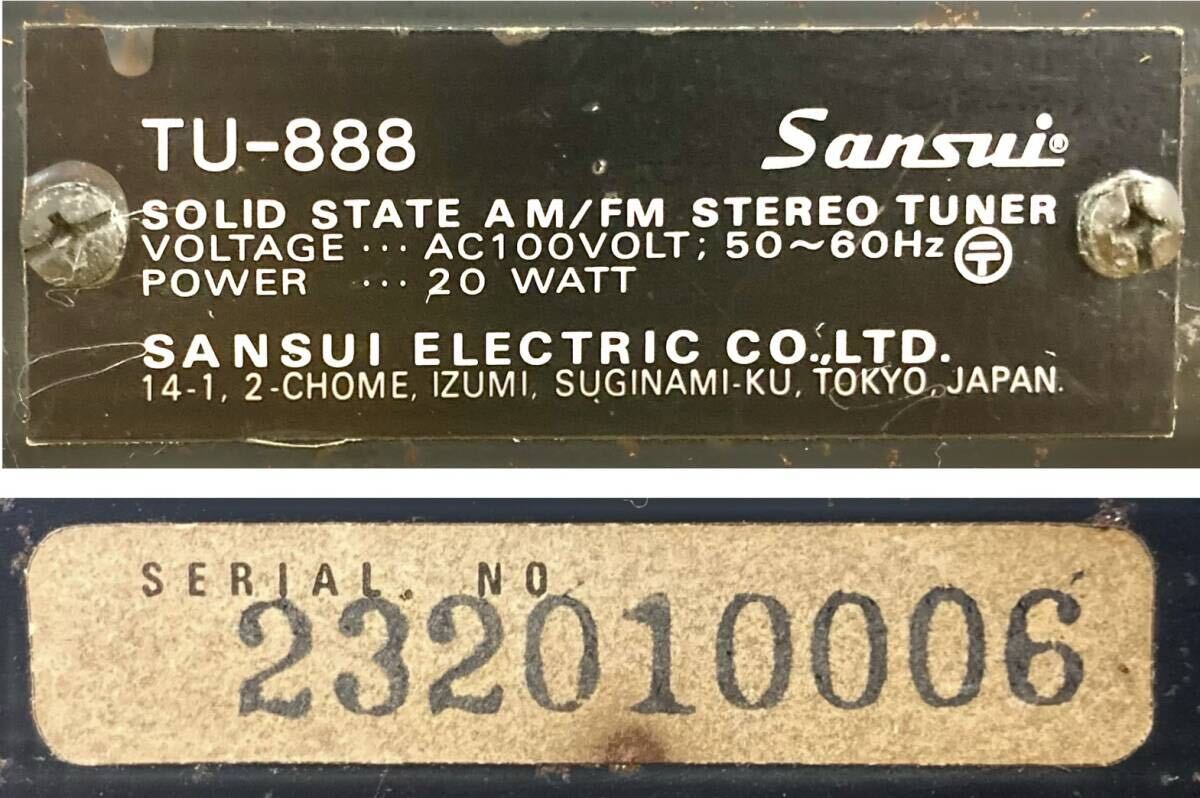 TU-888 Sansui®
SOLID STATE AM/FM STEREO TUNER
VOLTAGE ··· AC100VOLT; 50~60Hz 〶
POWER ··· 20 WATT
SANSUI ELECTRIC CO.,LTD.
14-1, 2-CHOME, IZUMI, SUGINAMI-KU, TOKYO, JAPAN.
SERIAL. NO
232010006